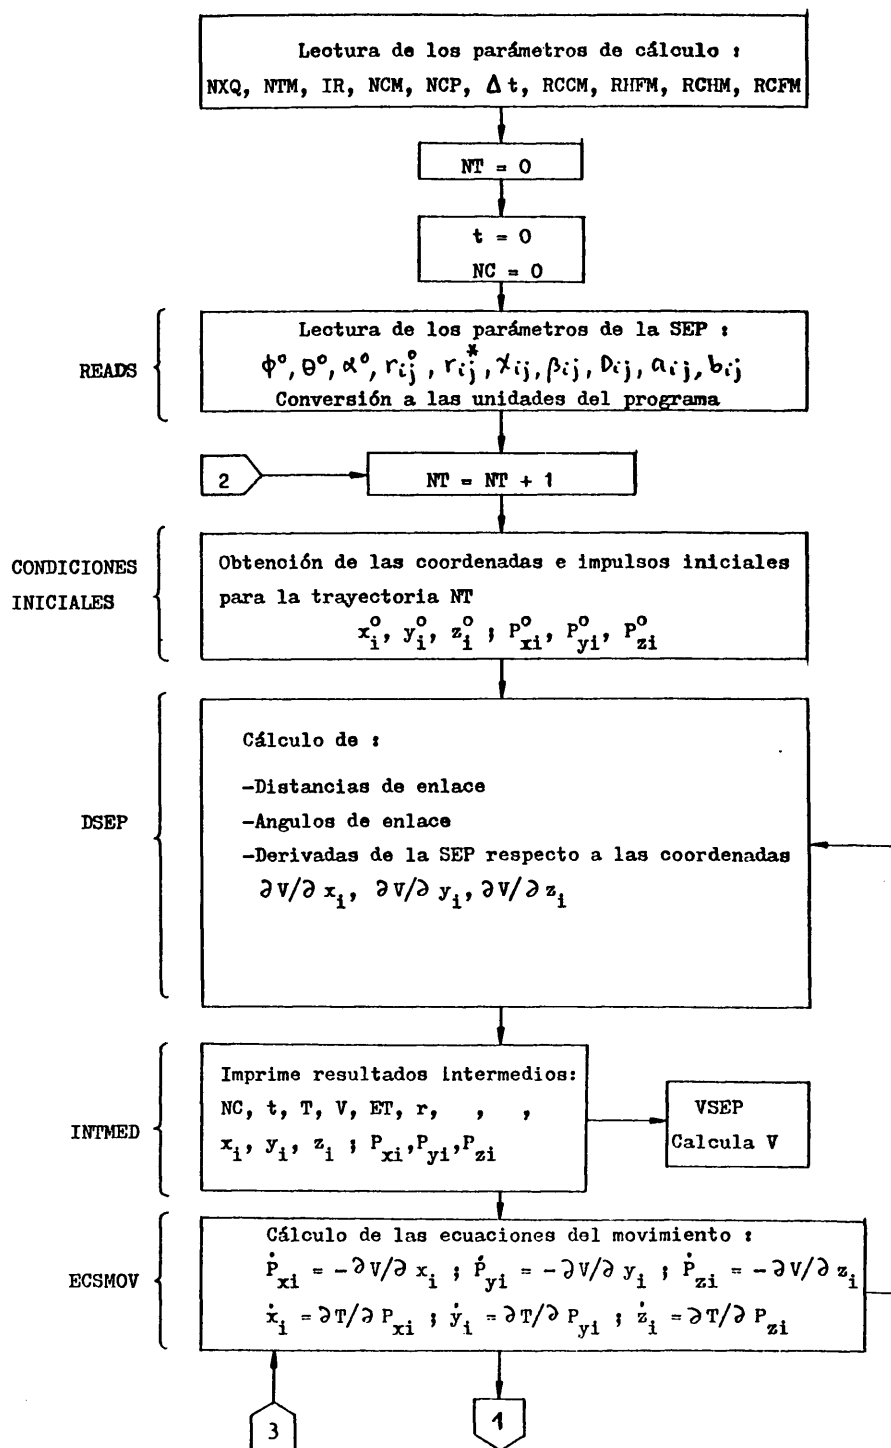 Lectura de los parámetros de cálculo :
NXQ, NTM, IR, NCM, NCP, Δt, RCCM, RHFM, RCHM, RCFM
NT = 0
t = 0
NC = 0
READS
Lectura de los parámetros de la SEP :
ϕ°, θ°, α°, r°ij, r*ij, γij, βij, Dij, aij, bij
Conversión a las unidades del programa
2
NT = NT + 1
CONDICIONES
INICIALES
Obtención de las coordenadas e impulsos iniciales
para la trayectoria NT
x°i, y°i, z°i ; P°xi, P°yi, P°zi
DSEP
Cálculo de :
-Distancias de enlace
-Angulos de enlace
-Derivadas de la SEP respecto a las coordenadas
∂V/∂xi, ∂V/∂yi, ∂V/∂zi
INTMED
Imprime resultados intermedios:
NC, t, T, V, ET, r, , ,
xi, yi, zi ; Pxi, Pyi, Pzi
VSEP
Calcula V
ECSMOV
Cálculo de las ecuaciones del movimiento :
Ṗxi = -∂V/∂xi ; Ṗyi = -∂V/∂yi ; Ṗzi = -∂V/∂zi
ẋi = ∂T/∂Pxi ; ẏi = ∂T/∂Pyi ; żi = ∂T/∂Pzi
3
1